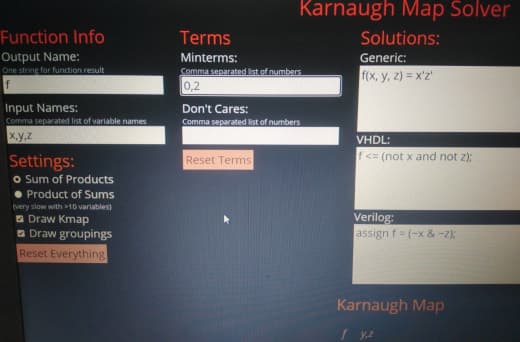 Karnaugh Map Solver
Function Info
Output Name:
One string for function result
f
Input Names:
Comma separated list of variable names
x,y,z
Settings:
Sum of Products
Product of Sums
(very slow with >10 variables)
Draw Kmap
Draw groupings
Reset Everything
Terms
Minterms:
Comma separated list of numbers
0,2
Don't Cares:
Comma separated list of numbers
Reset Terms
Solutions:
Generic:
f(x, y, z) = x'z'
VHDL:
f <= (not x and not z);
Verilog:
assign f = (~x & ~z);
Karnaugh Map
f y,z